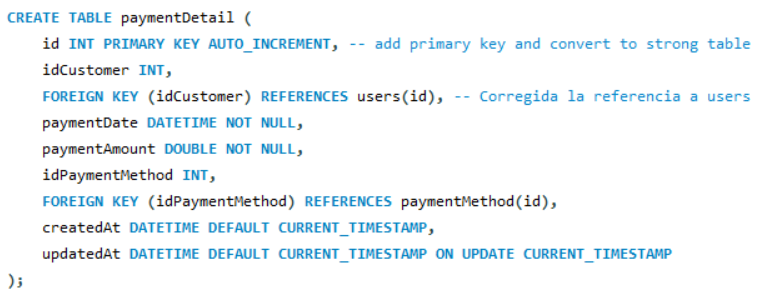 CREATE TABLE paymentDetail (
    id INT PRIMARY KEY AUTO_INCREMENT, -- add primary key and convert to strong table
    idCustomer INT,
    FOREIGN KEY (idCustomer) REFERENCES users(id), -- Corregida la referencia a users
    paymentDate DATETIME NOT NULL,
    paymentAmount DOUBLE NOT NULL,
    idPaymentMethod INT,
    FOREIGN KEY (idPaymentMethod) REFERENCES paymentMethod(id),
    createdAt DATETIME DEFAULT CURRENT_TIMESTAMP,
    updatedAt DATETIME DEFAULT CURRENT_TIMESTAMP ON UPDATE CURRENT_TIMESTAMP
);